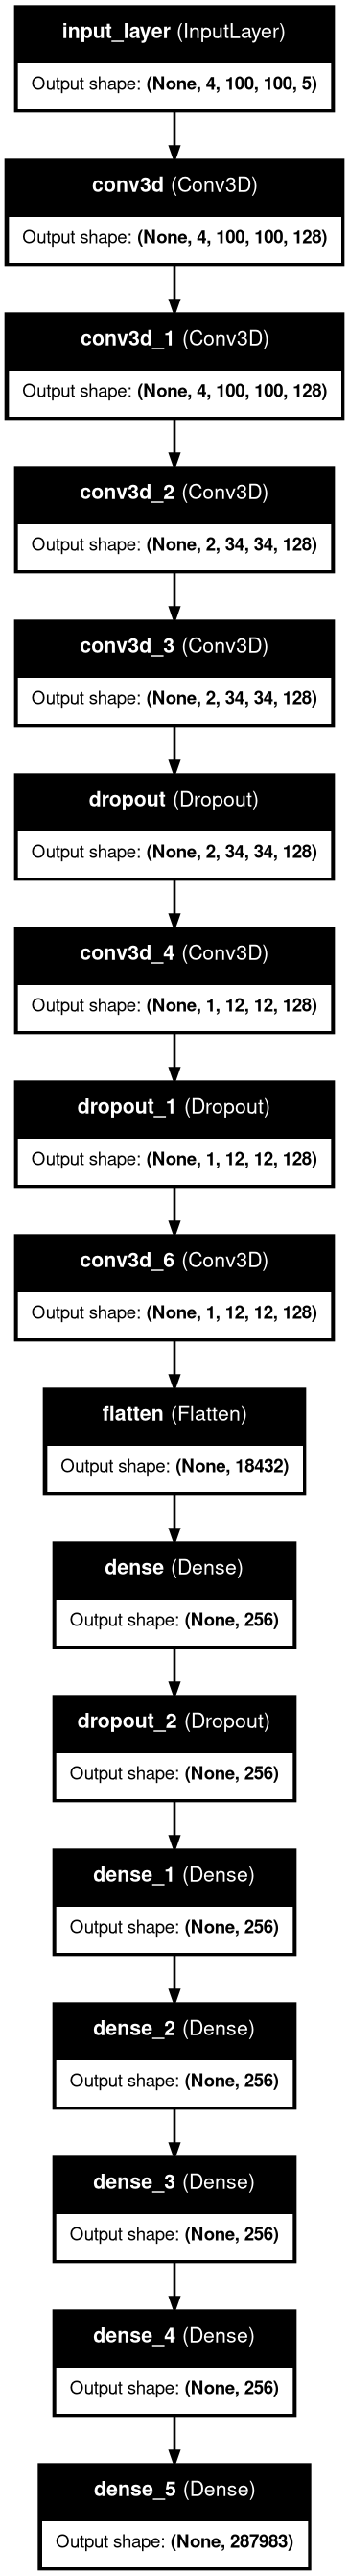 input_layer (InputLayer)
Output shape: (None, 4, 100, 100, 5)
conv3d (Conv3D)
Output shape: (None, 4, 100, 100, 128)
conv3d_1 (Conv3D)
Output shape: (None, 4, 100, 100, 128)
conv3d_2 (Conv3D)
Output shape: (None, 2, 34, 34, 128)
conv3d_3 (Conv3D)
Output shape: (None, 2, 34, 34, 128)
dropout (Dropout)
Output shape: (None, 2, 34, 34, 128)
conv3d_4 (Conv3D)
Output shape: (None, 1, 12, 12, 128)
dropout_1 (Dropout)
Output shape: (None, 1, 12, 12, 128)
conv3d_6 (Conv3D)
Output shape: (None, 1, 12, 12, 128)
flatten (Flatten)
Output shape: (None, 18432)
dense (Dense)
Output shape: (None, 256)
dropout_2 (Dropout)
Output shape: (None, 256)
dense_1 (Dense)
Output shape: (None, 256)
dense_2 (Dense)
Output shape: (None, 256)
dense_3 (Dense)
Output shape: (None, 256)
dense_4 (Dense)
Output shape: (None, 256)
dense_5 (Dense)
Output shape: (None, 287983)